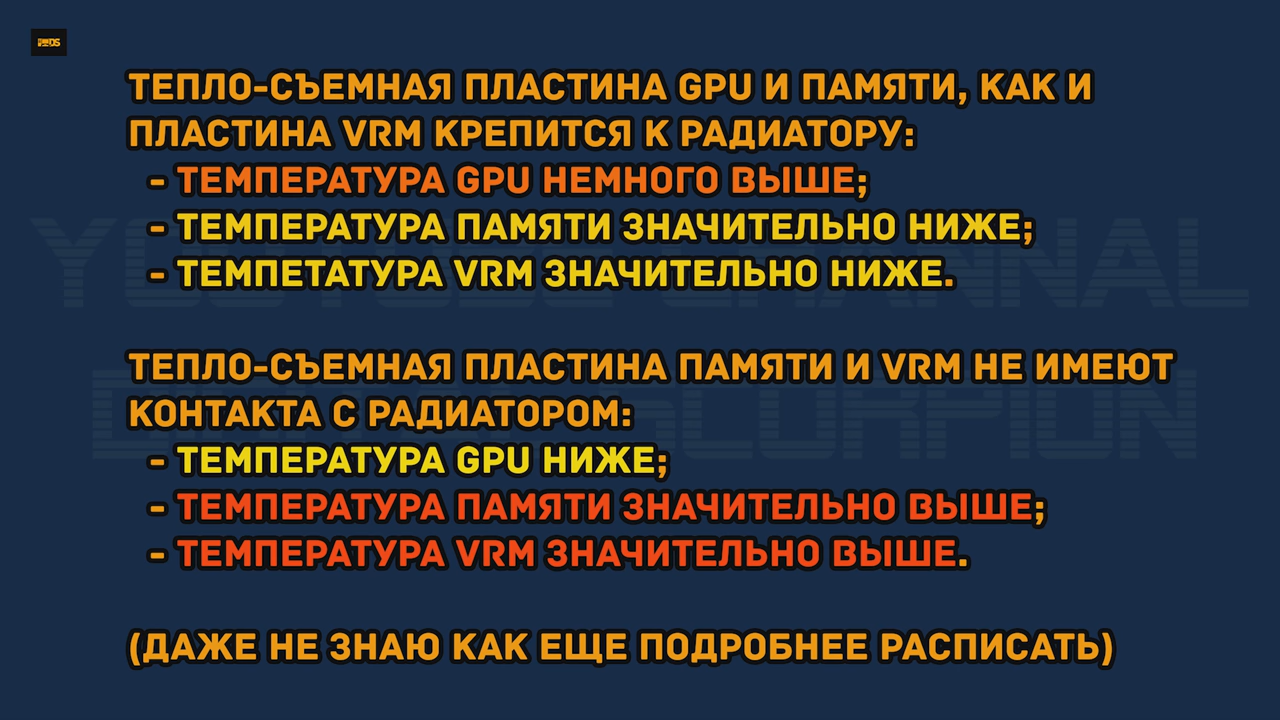 ТЕПЛО-СЪЕМНАЯ ПЛАСТИНА GPU И ПАМЯТИ, КАК И
ПЛАСТИНА VRM КРЕПИТСЯ К РАДИАТОРУ:
- ТЕМПЕРАТУРА GPU НЕМНОГО ВЫШЕ;
- ТЕМПЕРАТУРА ПАМЯТИ ЗНАЧИТЕЛЬНО НИЖЕ;
- ТЕМПЕТАТУРА VRM ЗНАЧИТЕЛЬНО НИЖЕ.
ТЕПЛО-СЪЕМНАЯ ПЛАСТИНА ПАМЯТИ И VRM НЕ ИМЕЮТ
КОНТАКТА С РАДИАТОРОМ:
- ТЕМПЕРАТУРА GPU НИЖЕ;
- ТЕМПЕРАТУРА ПАМЯТИ ЗНАЧИТЕЛЬНО ВЫШЕ;
- ТЕМПЕРАТУРА VRM ЗНАЧИТЕЛЬНО ВЫШЕ.
(ДАЖЕ НЕ ЗНАЮ КАК ЕЩЕ ПОДРОБНЕЕ РАСПИСАТЬ)